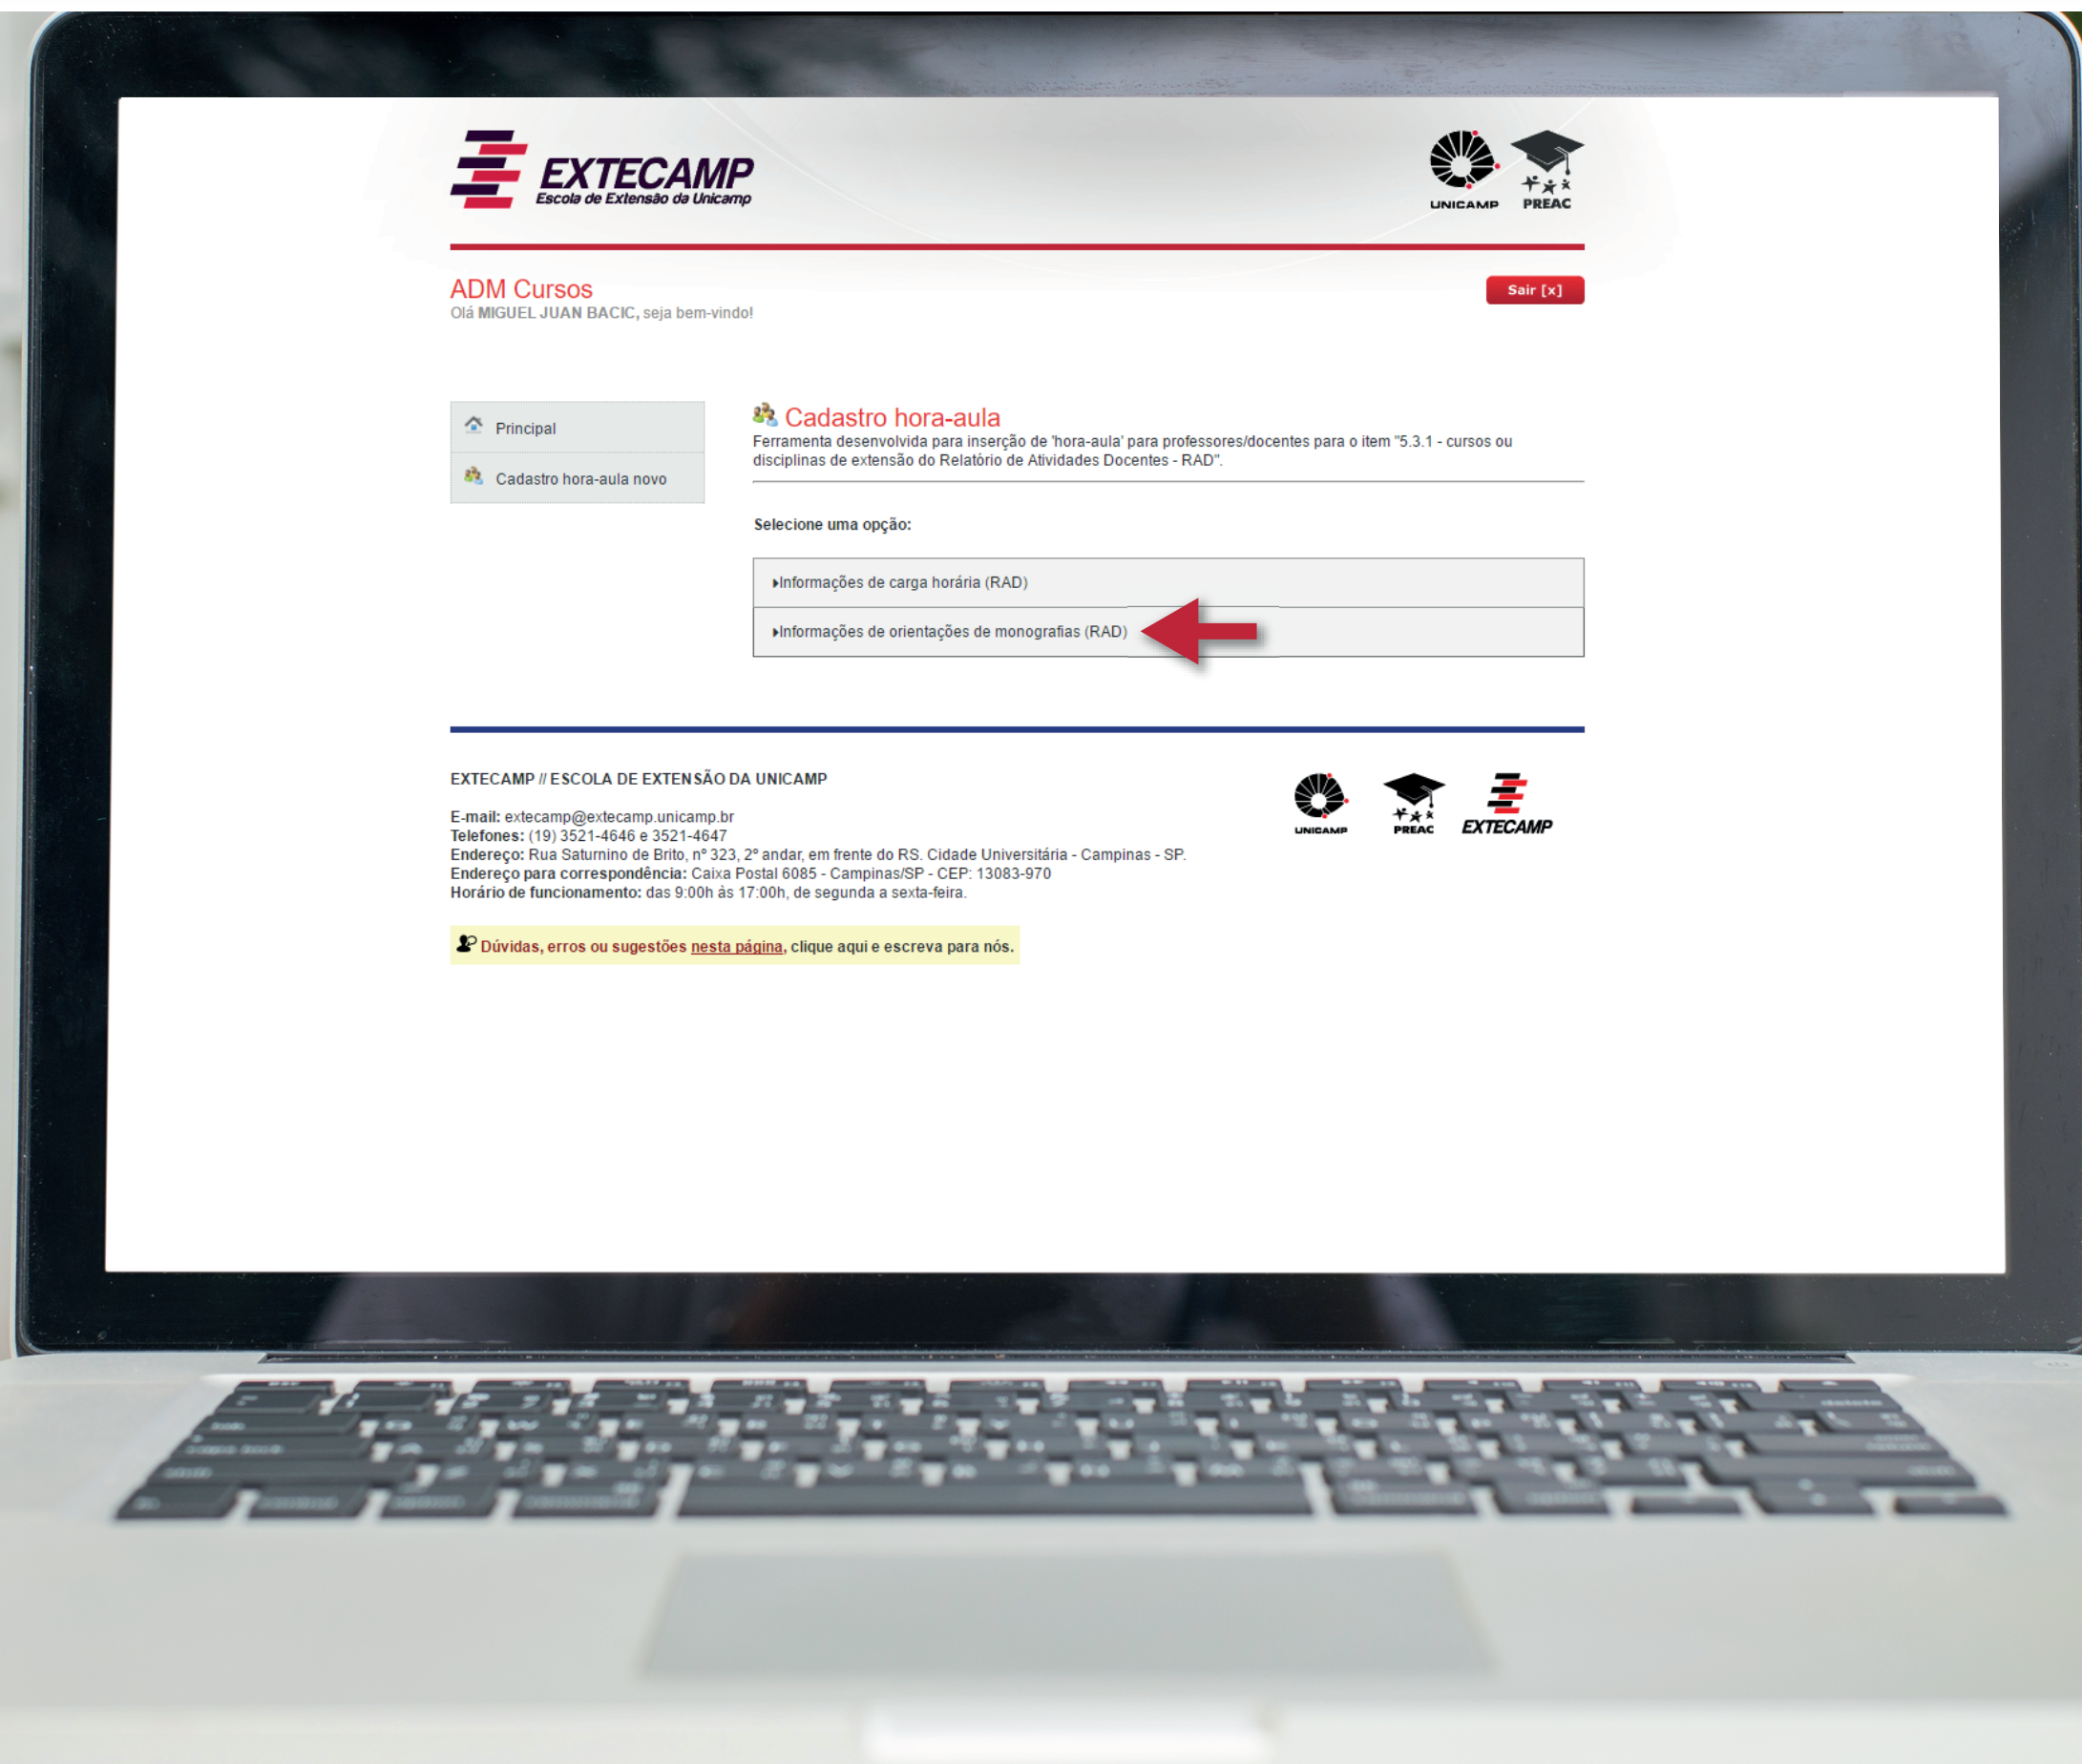 EXTECAMP
Escola de Extensão da Unicamp
UNICAMP
PREAC
ADM Cursos
Sair [x]
Olá MIGUEL JUAN BACIC, seja bem-vindo!
Principal
Cadastro hora-aula novo
Cadastro hora-aula
Ferramenta desenvolvida para inserção de 'hora-aula' para professores/docentes para o item "5.3.1 - cursos ou
disciplinas de extensão do Relatório de Atividades Docentes - RAD".
Selecione uma opção:
Informações de carga horária (RAD)
Informações de orientações de monografias (RAD)
EXTECAMP // ESCOLA DE EXTENSÃO DA UNICAMP
E-mail: extecamp@extecamp.unicamp.br
Telefones: (19) 3521-4646 e 3521-4647
Endereço: Rua Saturnino de Brito, nº 323, 2º andar, em frente do RS. Cidade Universitária - Campinas - SP.
Endereço para correspondência: Caixa Postal 6085 - Campinas/SP - CEP: 13083-970
Horário de funcionamento: das 9:00h às 17:00h, de segunda a sexta-feira.
UNICAMP
PREAC
EXTECAMP
Dúvidas, erros ou sugestões nesta página, clique aqui e escreva para nós.